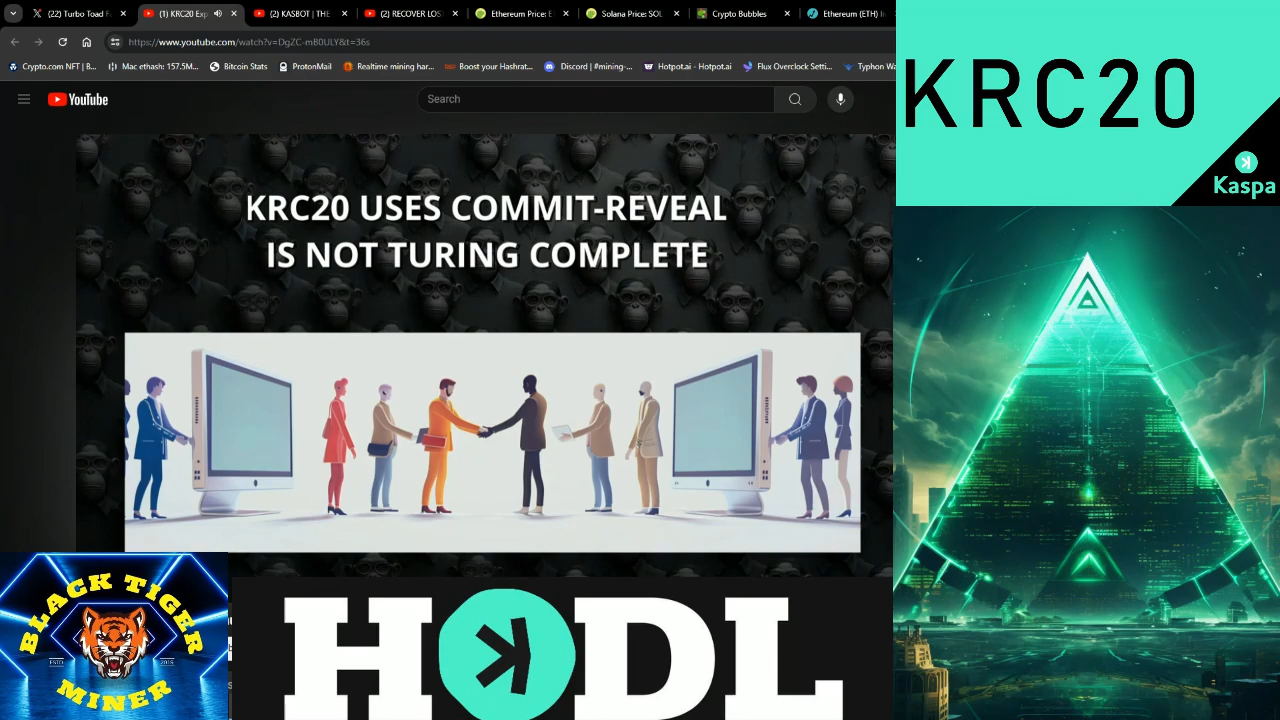 (22) Turbo Toad F
(1) KRC20 Exp
(2) KASBOT | THE
(2) RECOVER LOS
Ethereum Price: E
Solana Price: SOL
Crypto Bubbles
Ethereum (ETH) I
https://www.youtube.com/watch?v=DgZC-mB0ULY&t=36s
Crypto.com NFT | B...
Mac ethash: 157.5M...
Bitcoin Stats
ProtonMail
Realtime mining har...
Boost your Hashrat...
Discord | #mining-...
Hotpot.ai - Hotpot.ai
Flux Overclock Setti...
Typhon Wa
YouTube
Search
KRC20 USES COMMIT-REVEAL
IS NOT TURING COMPLETE
KRC20
Kaspa
BLACK TIGER
ESTD
MINER
HODL